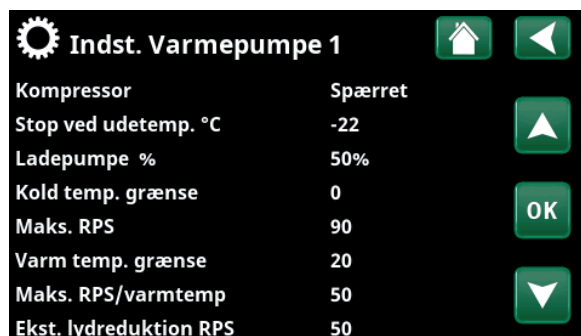 Indst. Varmepumpe 1
Kompressor Spærret
Stop ved udetemp. °C -22
Ladepumpe % 50%
Kold temp. grænse 0
OK
Maks. RPS 90
Varm temp. grænse 20
Maks. RPS/varmtemp 50
Ekst. lydreduktion RPS 50